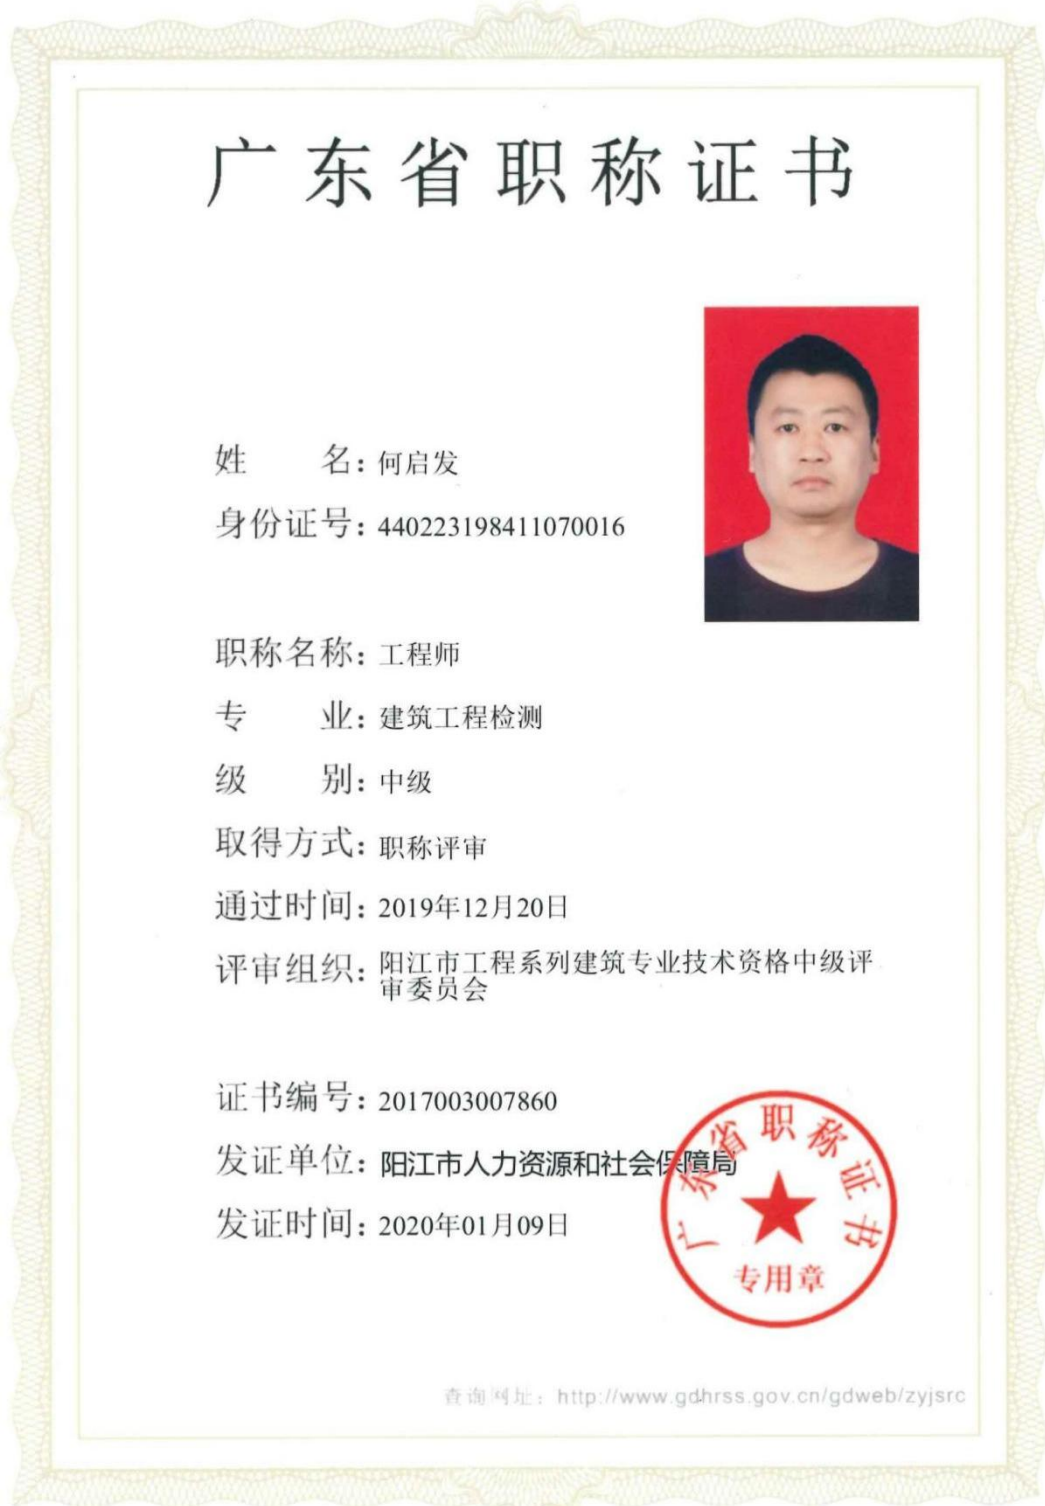 广东省职称证书
姓名：何启发
身份证号：440223198411070016
职称名称：工程师
专业：建筑工程检测
级别：中级
取得方式：职称评审
通过时间：2019年12月20日
评审组织：阳江市工程系列建筑专业技术资格中级评
审委员会
证书编号：2017003007860
发证单位：阳江市人力资源和社会保障局
发证时间：2020年01月09日
广东省职称证书
专用章
查询网址：http://www.gdhrss.gov.cn/gdweb/zyjsrc